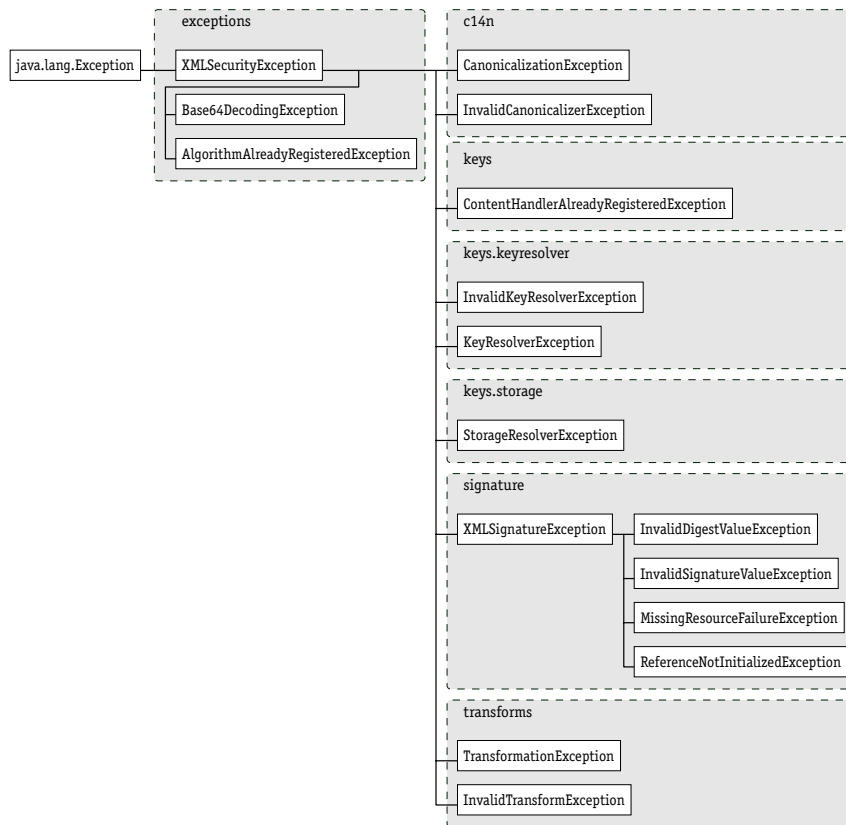 exceptions
java.lang.Exception
XMLSecurityException
Base64DecodingException
AlgorithmAlreadyRegisteredException
c14n
CanonicalizationException
InvalidCanonicalizerException
keys
ContentHandlerAlreadyRegisteredException
keys.keyresolver
InvalidKeyResolverException
KeyResolverException
keys.storage
StorageResolverException
signature
XMLSignatureException
InvalidDigestValueException
InvalidSignatureValueException
MissingResourceFailureException
ReferenceNotInitializedException
transforms
TransformationException
InvalidTransformException